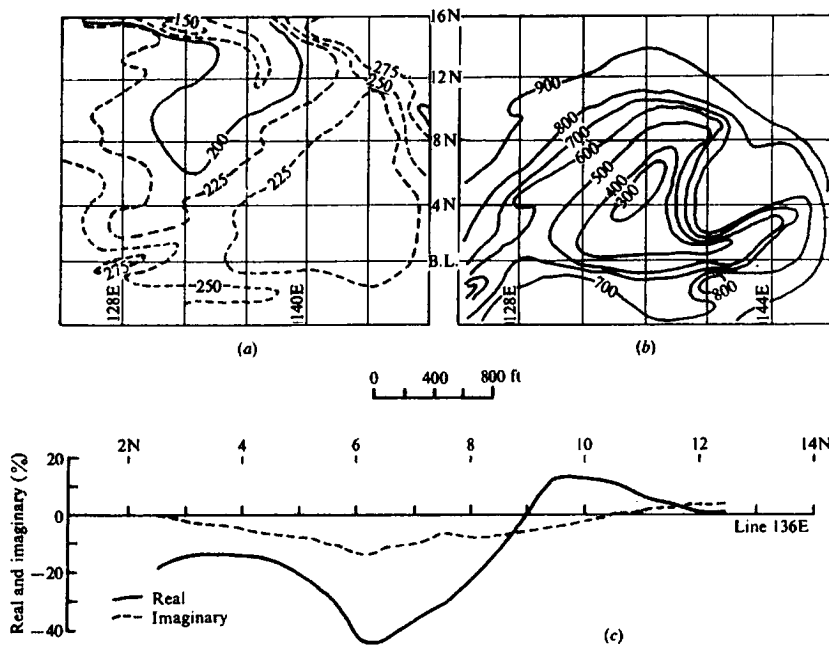 150
275
250
200
225
225
275
250
128E
140E
(a)
16N
12N
8N
4N
B.L.
900
800
700
600
500
400
300
700
800
128E
144E
(b)
0 400 800 ft
2N 4 6 8 10 12 14N
Real and imaginary (%)
20
0
−20
−40
Line 136E
Real
Imaginary
(c)